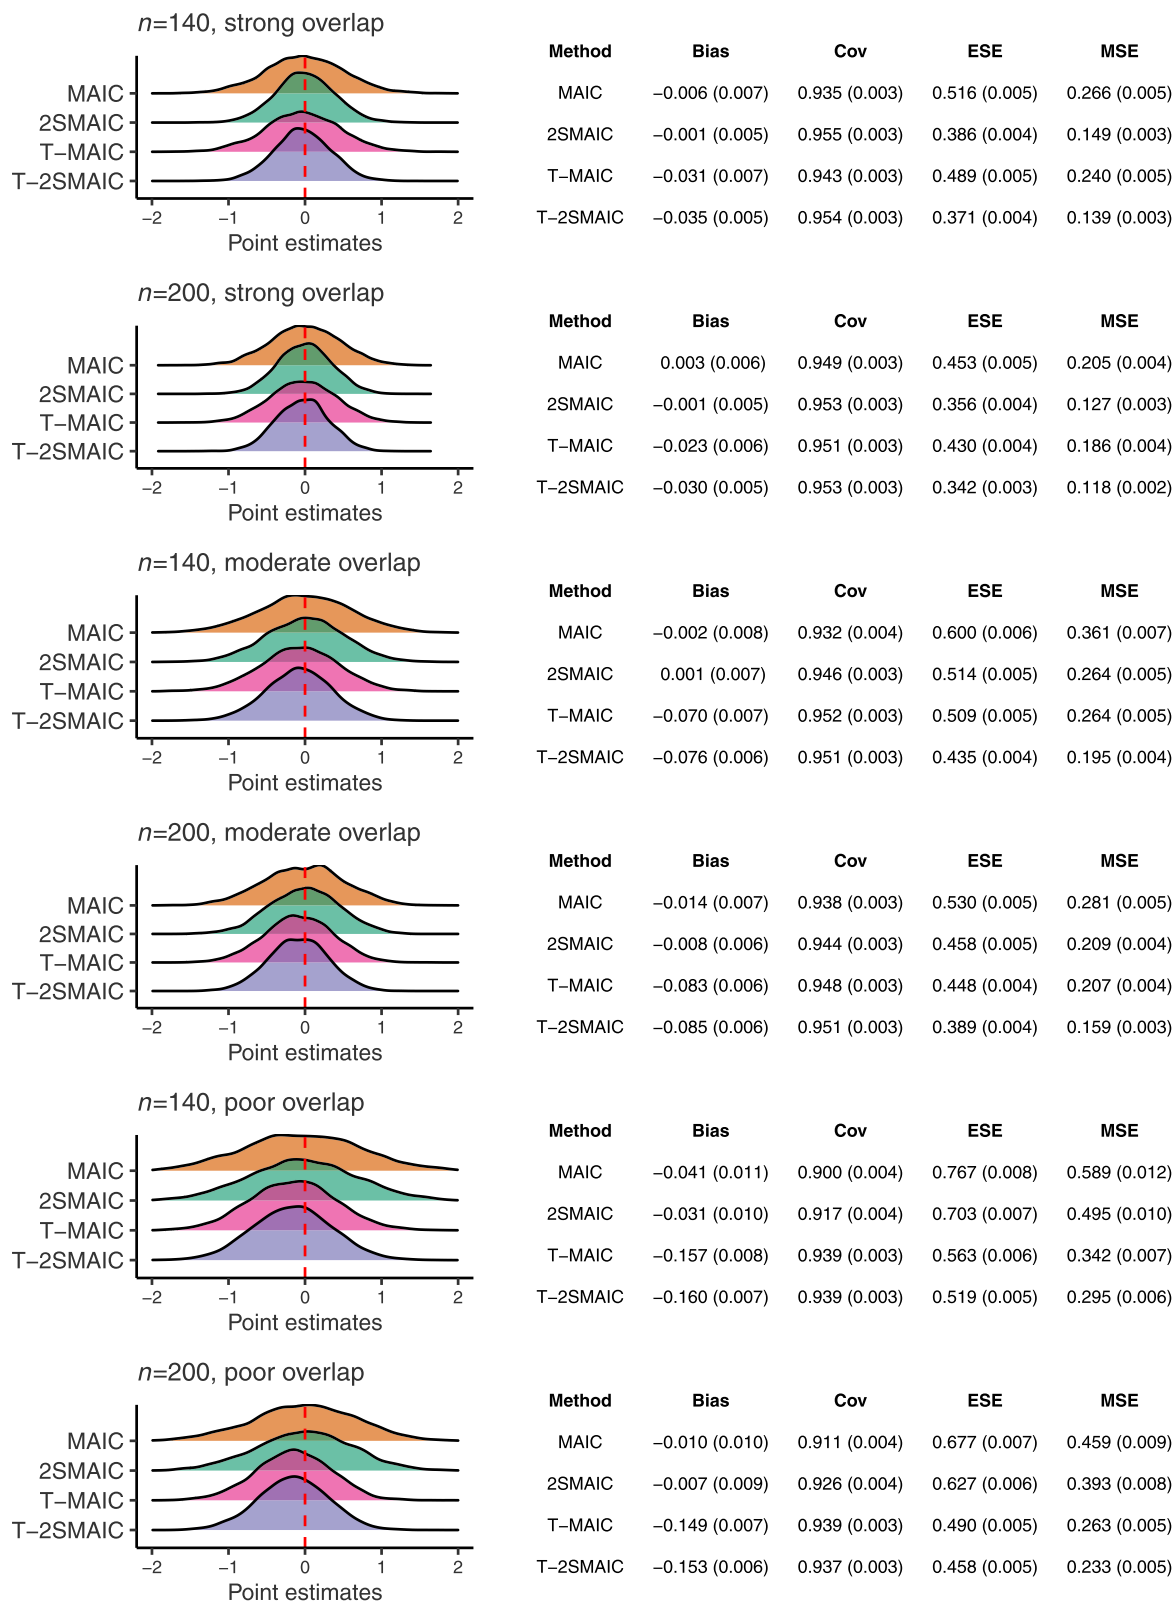 n=140, strong overlap
MAIC
2SMAIC
T−MAIC
T−2SMAIC
−2 −1 0 1 2
Point estimates
Method Bias Cov ESE MSE
MAIC −0.006 (0.007) 0.935 (0.003) 0.516 (0.005) 0.266 (0.005)
2SMAIC −0.001 (0.005) 0.955 (0.003) 0.386 (0.004) 0.149 (0.003)
T−MAIC −0.031 (0.007) 0.943 (0.003) 0.489 (0.005) 0.240 (0.005)
T−2SMAIC −0.035 (0.005) 0.954 (0.003) 0.371 (0.004) 0.139 (0.003)
n=200, strong overlap
MAIC
2SMAIC
T−MAIC
T−2SMAIC
−2 −1 0 1 2
Point estimates
Method Bias Cov ESE MSE
MAIC 0.003 (0.006) 0.949 (0.003) 0.453 (0.005) 0.205 (0.004)
2SMAIC −0.001 (0.005) 0.953 (0.003) 0.356 (0.004) 0.127 (0.003)
T−MAIC −0.023 (0.006) 0.951 (0.003) 0.430 (0.004) 0.186 (0.004)
T−2SMAIC −0.030 (0.005) 0.953 (0.003) 0.342 (0.003) 0.118 (0.002)
n=140, moderate overlap
MAIC
2SMAIC
T−MAIC
T−2SMAIC
−2 −1 0 1 2
Point estimates
Method Bias Cov ESE MSE
MAIC −0.002 (0.008) 0.932 (0.004) 0.600 (0.006) 0.361 (0.007)
2SMAIC 0.001 (0.007) 0.946 (0.003) 0.514 (0.005) 0.264 (0.005)
T−MAIC −0.070 (0.007) 0.952 (0.003) 0.509 (0.005) 0.264 (0.005)
T−2SMAIC −0.076 (0.006) 0.951 (0.003) 0.435 (0.004) 0.195 (0.004)
n=200, moderate overlap
MAIC
2SMAIC
T−MAIC
T−2SMAIC
−2 −1 0 1 2
Point estimates
Method Bias Cov ESE MSE
MAIC −0.014 (0.007) 0.938 (0.003) 0.530 (0.005) 0.281 (0.005)
2SMAIC −0.008 (0.006) 0.944 (0.003) 0.458 (0.005) 0.209 (0.004)
T−MAIC −0.083 (0.006) 0.948 (0.003) 0.448 (0.004) 0.207 (0.004)
T−2SMAIC −0.085 (0.006) 0.951 (0.003) 0.389 (0.004) 0.159 (0.003)
n=140, poor overlap
MAIC
2SMAIC
T−MAIC
T−2SMAIC
−2 −1 0 1 2
Point estimates
Method Bias Cov ESE MSE
MAIC −0.041 (0.011) 0.900 (0.004) 0.767 (0.008) 0.589 (0.012)
2SMAIC −0.031 (0.010) 0.917 (0.004) 0.703 (0.007) 0.495 (0.010)
T−MAIC −0.157 (0.008) 0.939 (0.003) 0.563 (0.006) 0.342 (0.007)
T−2SMAIC −0.160 (0.007) 0.939 (0.003) 0.519 (0.005) 0.295 (0.006)
n=200, poor overlap
MAIC
2SMAIC
T−MAIC
T−2SMAIC
−2 −1 0 1 2
Point estimates
Method Bias Cov ESE MSE
MAIC −0.010 (0.010) 0.911 (0.004) 0.677 (0.007) 0.459 (0.009)
2SMAIC −0.007 (0.009) 0.926 (0.004) 0.627 (0.006) 0.393 (0.008)
T−MAIC −0.149 (0.007) 0.939 (0.003) 0.490 (0.005) 0.263 (0.005)
T−2SMAIC −0.153 (0.006) 0.937 (0.003) 0.458 (0.005) 0.233 (0.005)